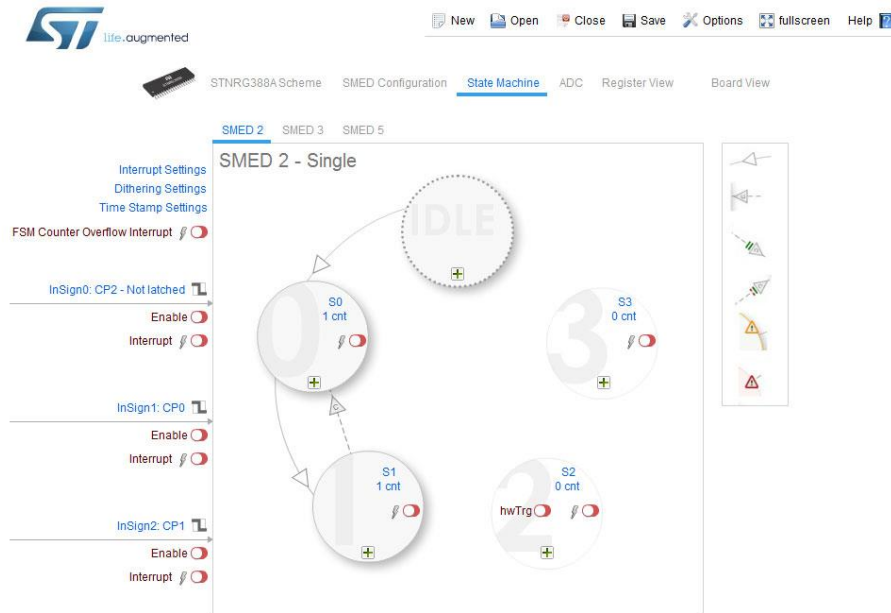 life.augmented
New Open Close Save Options fullscreen Help
STNRG388A Scheme SMED Configuration State Machine ADC Register View Board View
SMED 2 SMED 3 SMED 5
SMED 2 - Single
Interrupt Settings
Dithering Settings
Time Stamp Settings
FSM Counter Overflow Interrupt
InSign0: CP2 - Not latched
Enable
Interrupt
InSign1: CP0
Enable
Interrupt
InSign2: CP1
Enable
Interrupt
IDLE
0
S0
1 cnt
3
S3
0 cnt
C
1
S1
1 cnt
2
S2
0 cnt
hwTrg